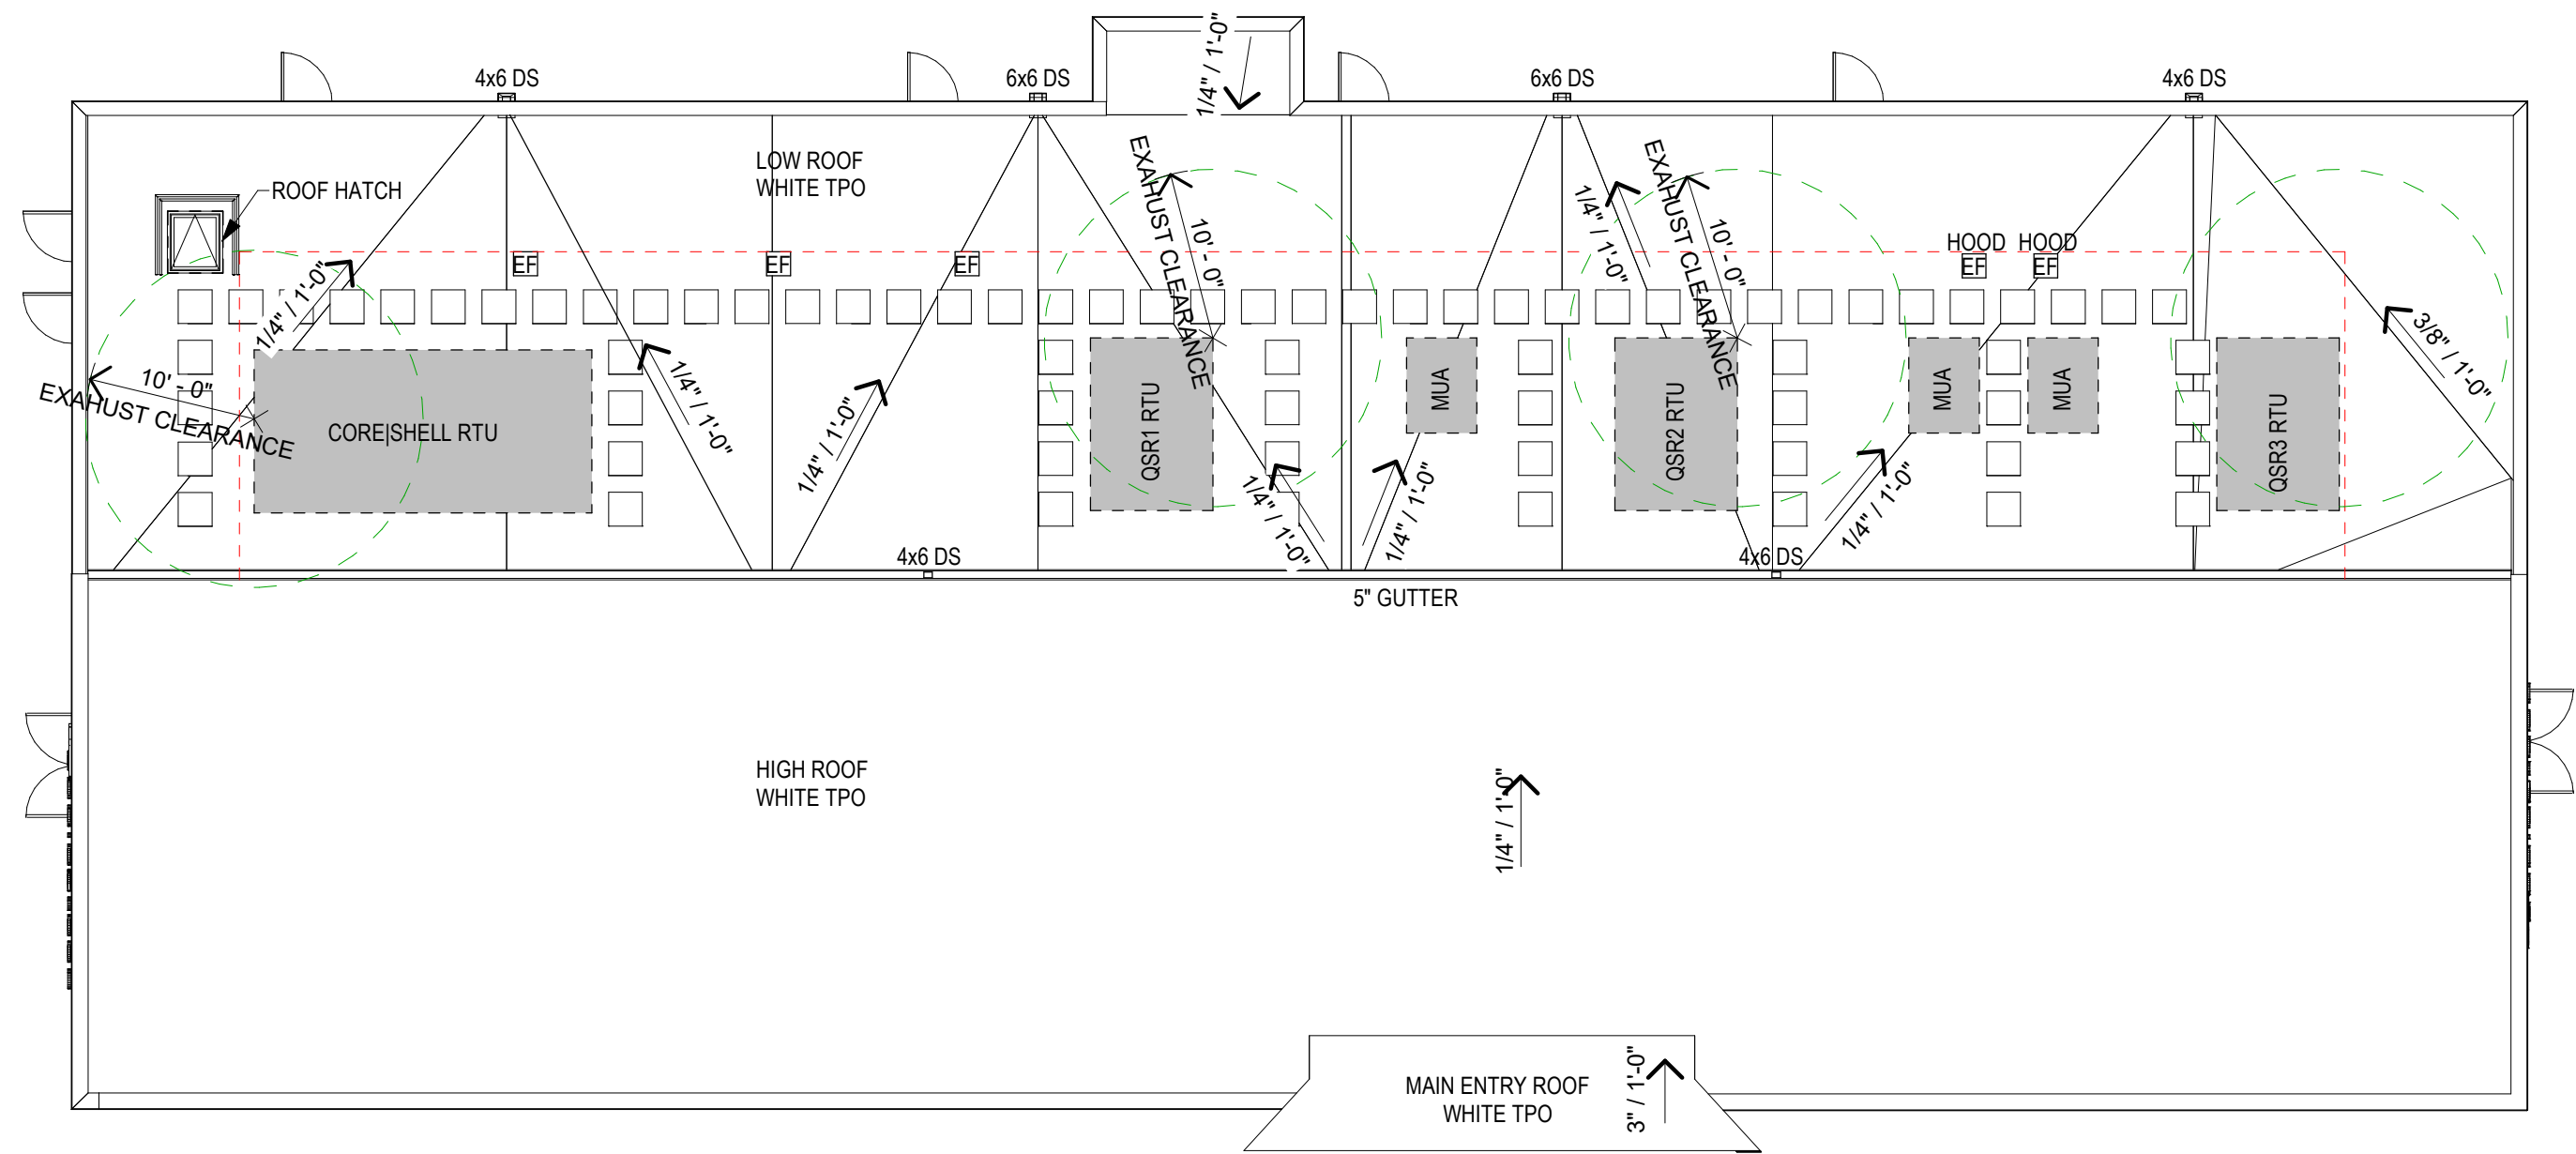 1/4" / 1'-0"
4x6 DS
6x6 DS
6x6 DS
4x6 DS
LOW ROOF
WHITE TPO
ROOF HATCH
EXAHUST CLEARANCE
10' - 0"
1/4" / 1'-0"
EXAHUST CLEARANCE
10' - 0"
HOOD
HOOD
EF
EF
EF
EF
EF
1/4" / 1'-0"
3/8" / 1'-0"
10' - 0"
EXAHUST CLEARANCE
CORE|SHELL RTU
1/4" / 1'-0"
1/4" / 1'-0"
QSR1 RTU
MUA
QSR2 RTU
MUA
MUA
QSR3 RTU
1/4" / 1'-0"
1/4" / 1'-0"
1/4" / 1'-0"
4x6 DS
4x6 DS
5" GUTTER
HIGH ROOF
WHITE TPO
1/4" / 1'-0"
MAIN ENTRY ROOF
WHITE TPO
3" / 1'-0"